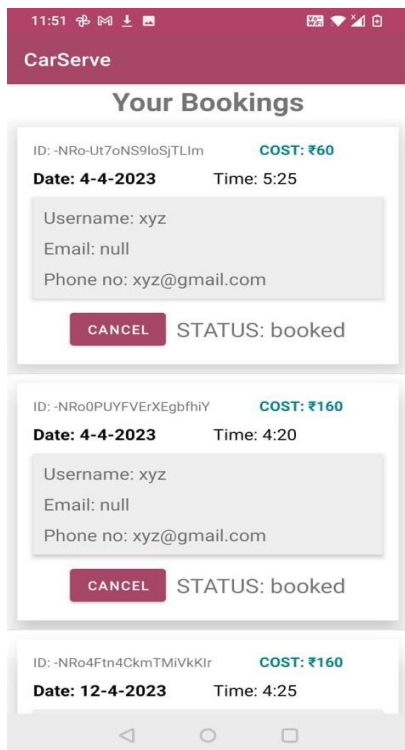 11:51
CarServe
Your Bookings
ID: -NRo-Ut7oNS9loSjTLIm COST: ₹60
Date: 4-4-2023 Time: 5:25
Username: xyz
Email: null
Phone no: xyz@gmail.com
CANCEL STATUS: booked
ID: -NRo0PUYFVErXEgbfhiY COST: ₹160
Date: 4-4-2023 Time: 4:20
Username: xyz
Email: null
Phone no: xyz@gmail.com
CANCEL STATUS: booked
ID: -NRo4Ftn4CkmTMiVkKIr COST: ₹160
Date: 12-4-2023 Time: 4:25